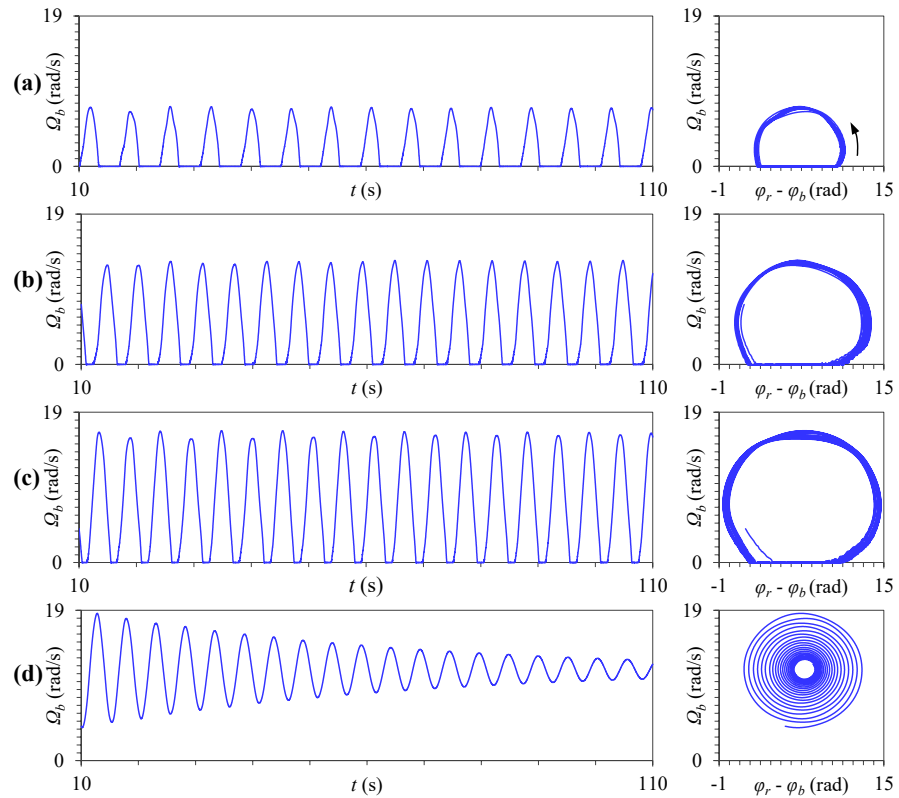 19
Ω_b (rad/s)
(a)
0
10
t (s)
110
19
Ω_b (rad/s)
0
-1
φ_r - φ_b (rad)
15
19
Ω_b (rad/s)
(b)
0
10
t (s)
110
19
Ω_b (rad/s)
0
-1
φ_r - φ_b (rad)
15
19
Ω_b (rad/s)
(c)
0
10
t (s)
110
19
Ω_b (rad/s)
0
-1
φ_r - φ_b (rad)
15
19
Ω_b (rad/s)
(d)
0
10
t (s)
110
19
Ω_b (rad/s)
0
-1
φ_r - φ_b (rad)
15